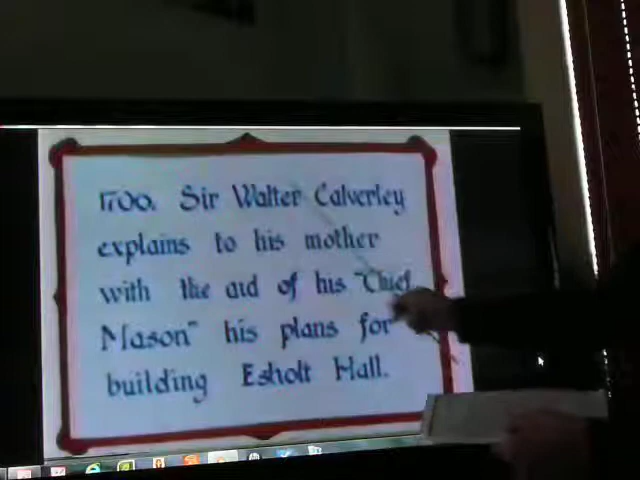 1700. Sir Walter Calverley
explains to his mother
with the aid of his "Chief
Mason" his plans for
building Esholt Hall.